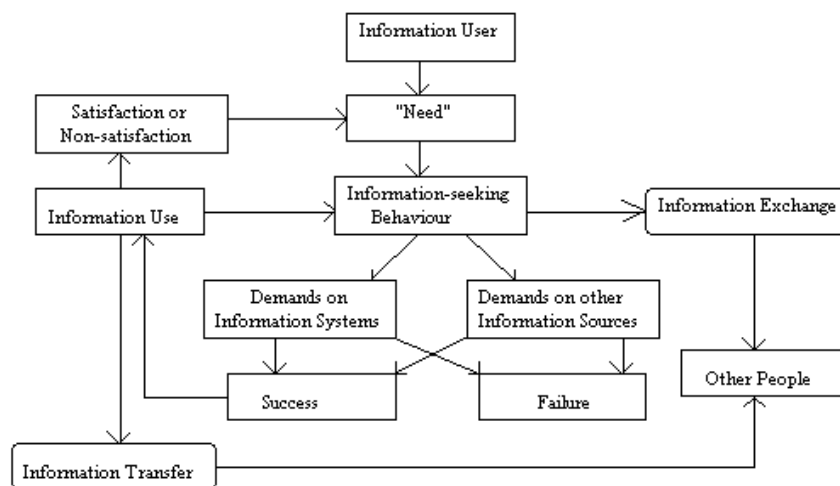 Information User
Satisfaction or
Non-satisfaction
"Need"
Information Use
Information-seeking
Behaviour
Information Exchange
Demands on
Information Systems
Demands on other
Information Sources
Other People
Success
Failure
Information Transfer